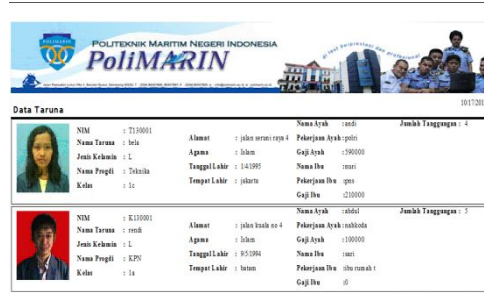 POLIMARIN
POLITEKNIK MARITIM NEGERI INDONESIA
PoliMARIN
Data Taruna
NIM : T130001
Nama Taruna : bela
Jenis Kelamin : L
Nama Progdi : Teknika
Kelas : 1c
Alamat : jalan seruni raya 4
Agama : Islam
Tanggal Lahir : 1/4/1995
Tempat Lahir : jakarta
Nama Ayah :andi
Pekerjaan Ayah :polri
Gaji Ayah :590000
Nama Ibu :nuri
Pekerjaan Ibu :pns
Gaji Ibu :210000
Jumlah Tanggungan : 4
NIM : K130001
Nama Taruna : rendi
Jenis Kelamin : L
Nama Progdi : KPN
Kelas : 1a
Alamat : jalan kuala no 4
Agama : Islam
Tanggal Lahir : 9/5/1994
Tempat Lahir : batam
Nama Ayah :abdul
Pekerjaan Ayah :nahkoda
Gaji Ayah :100000
Nama Ibu :sari
Pekerjaan Ibu :ibu rumah t
Gaji Ibu :0
Jumlah Tanggungan : 5